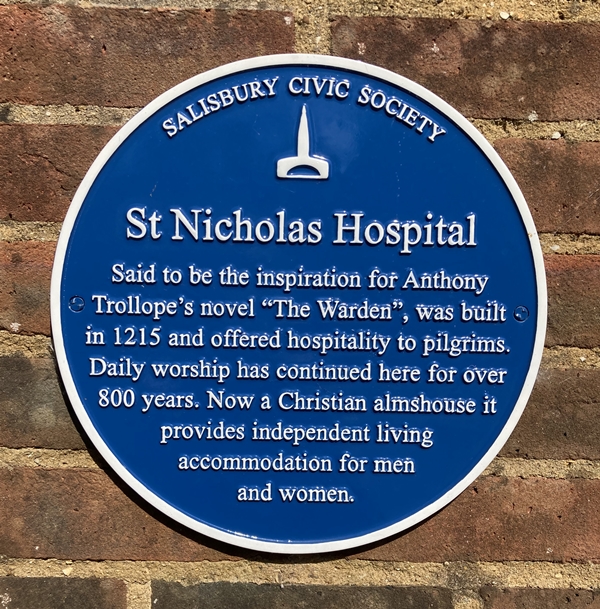 SALISBURY CIVIC SOCIETY
St Nicholas Hospital
Said to be the inspiration for Anthony
Trollope's novel “The Warden”, was built
in 1215 and offered hospitality to pilgrims.
Daily worship has continued here for over
800 years. Now a Christian almshouse it
provides independent living
accommodation for men
and women.